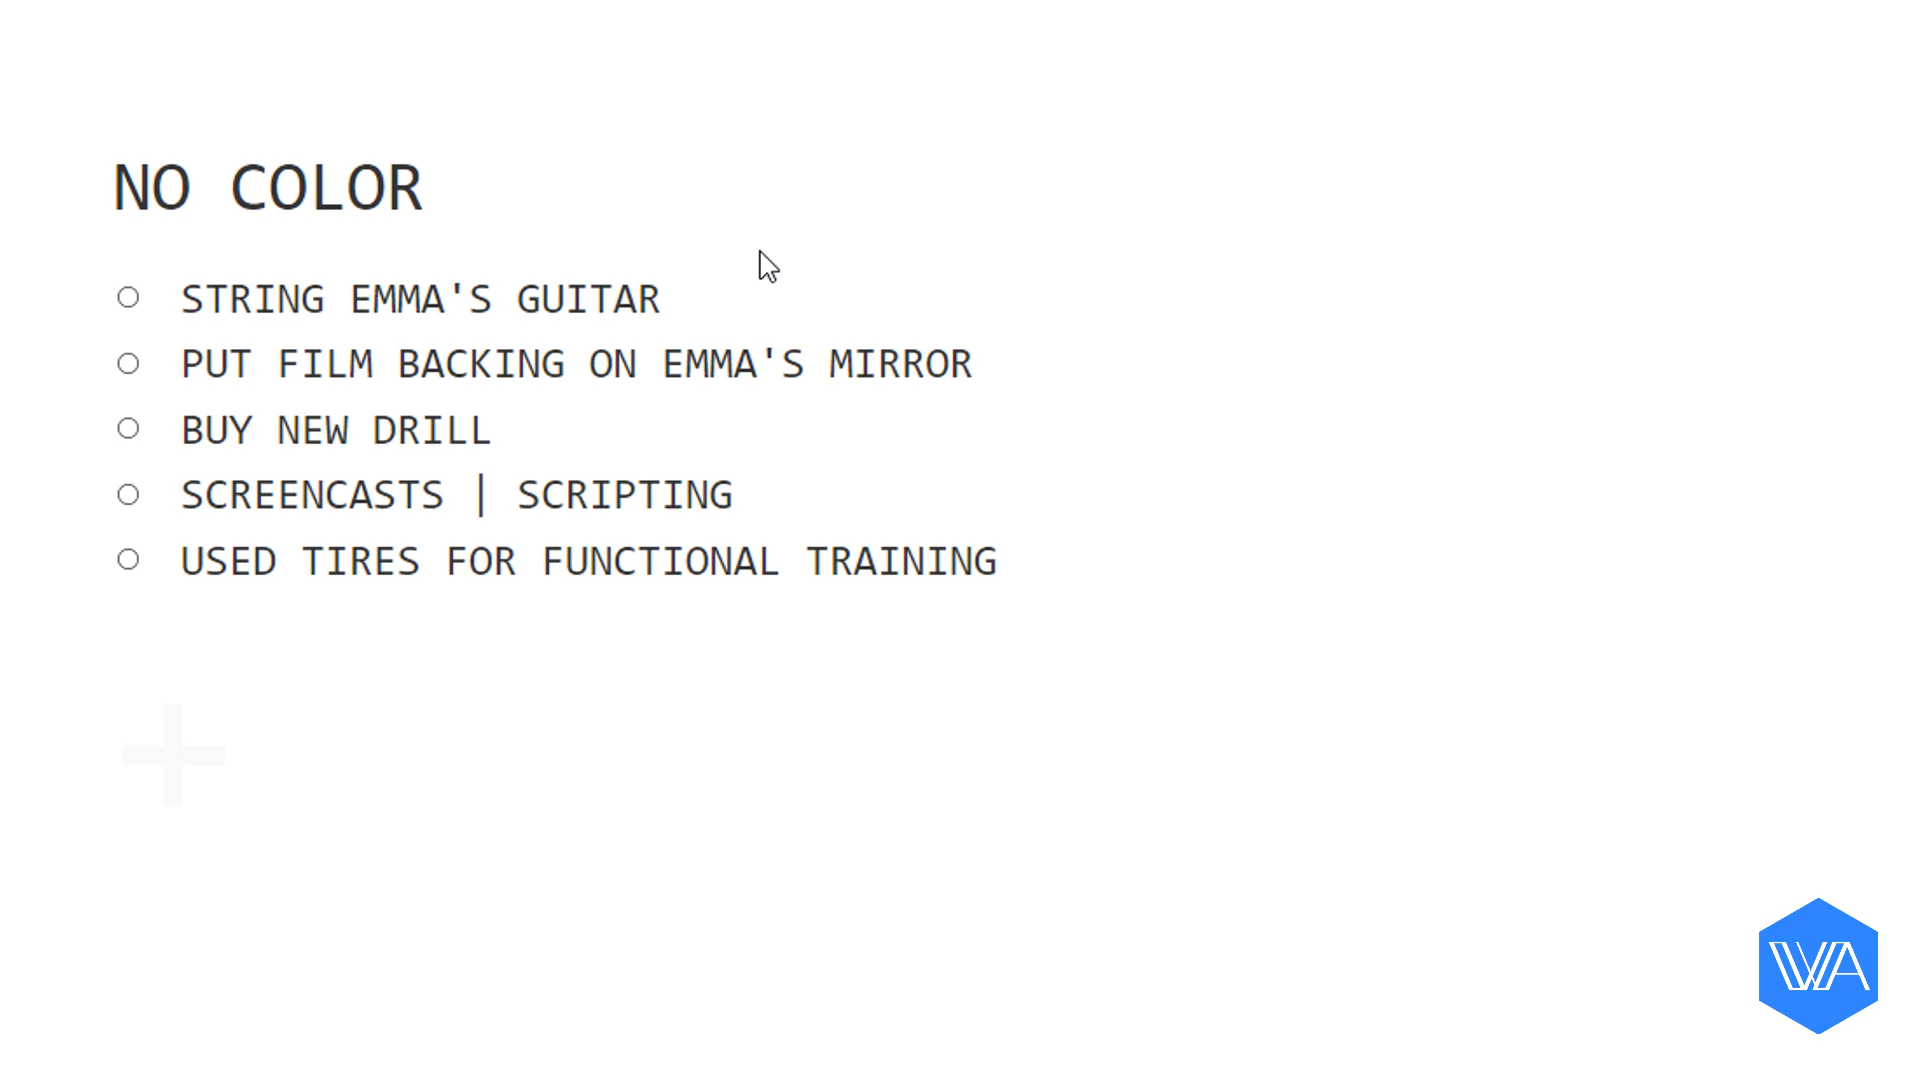 NO COLOR
STRING EMMA'S GUITAR
PUT FILM BACKING ON EMMA'S MIRROR
BUY NEW DRILL
SCREENCASTS | SCRIPTING
USED TIRES FOR FUNCTIONAL TRAINING
WA